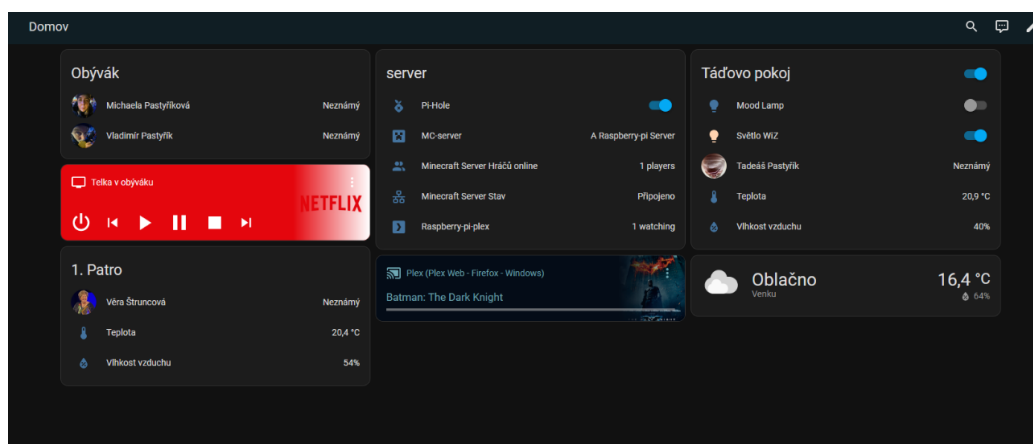 Domov
Obývák
Michaela Pastyříková Neznámý
Vladimír Pastyřík Neznámý
Telka v obýváku
NETFLIX
1. Patro
Věra Štruncová Neznámý
Teplota 20,4 °C
Vlhkost vzduchu 54%
server
Pi-Hole
MC-server A Raspberry-pi Server
Minecraft Server Hráčů online 1 players
Minecraft Server Stav Připojeno
Raspberry-pi-plex 1 watching
Plex (Plex Web - Firefox - Windows)
Batman: The Dark Knight
Táďovo pokoj
Mood Lamp
Světlo WiZ
Tadeáš Pastyřík Neznámý
Teplota 20,9 °C
Vlhkost vzduchu 40%
Oblačno 16,4 °C
Venku 64%